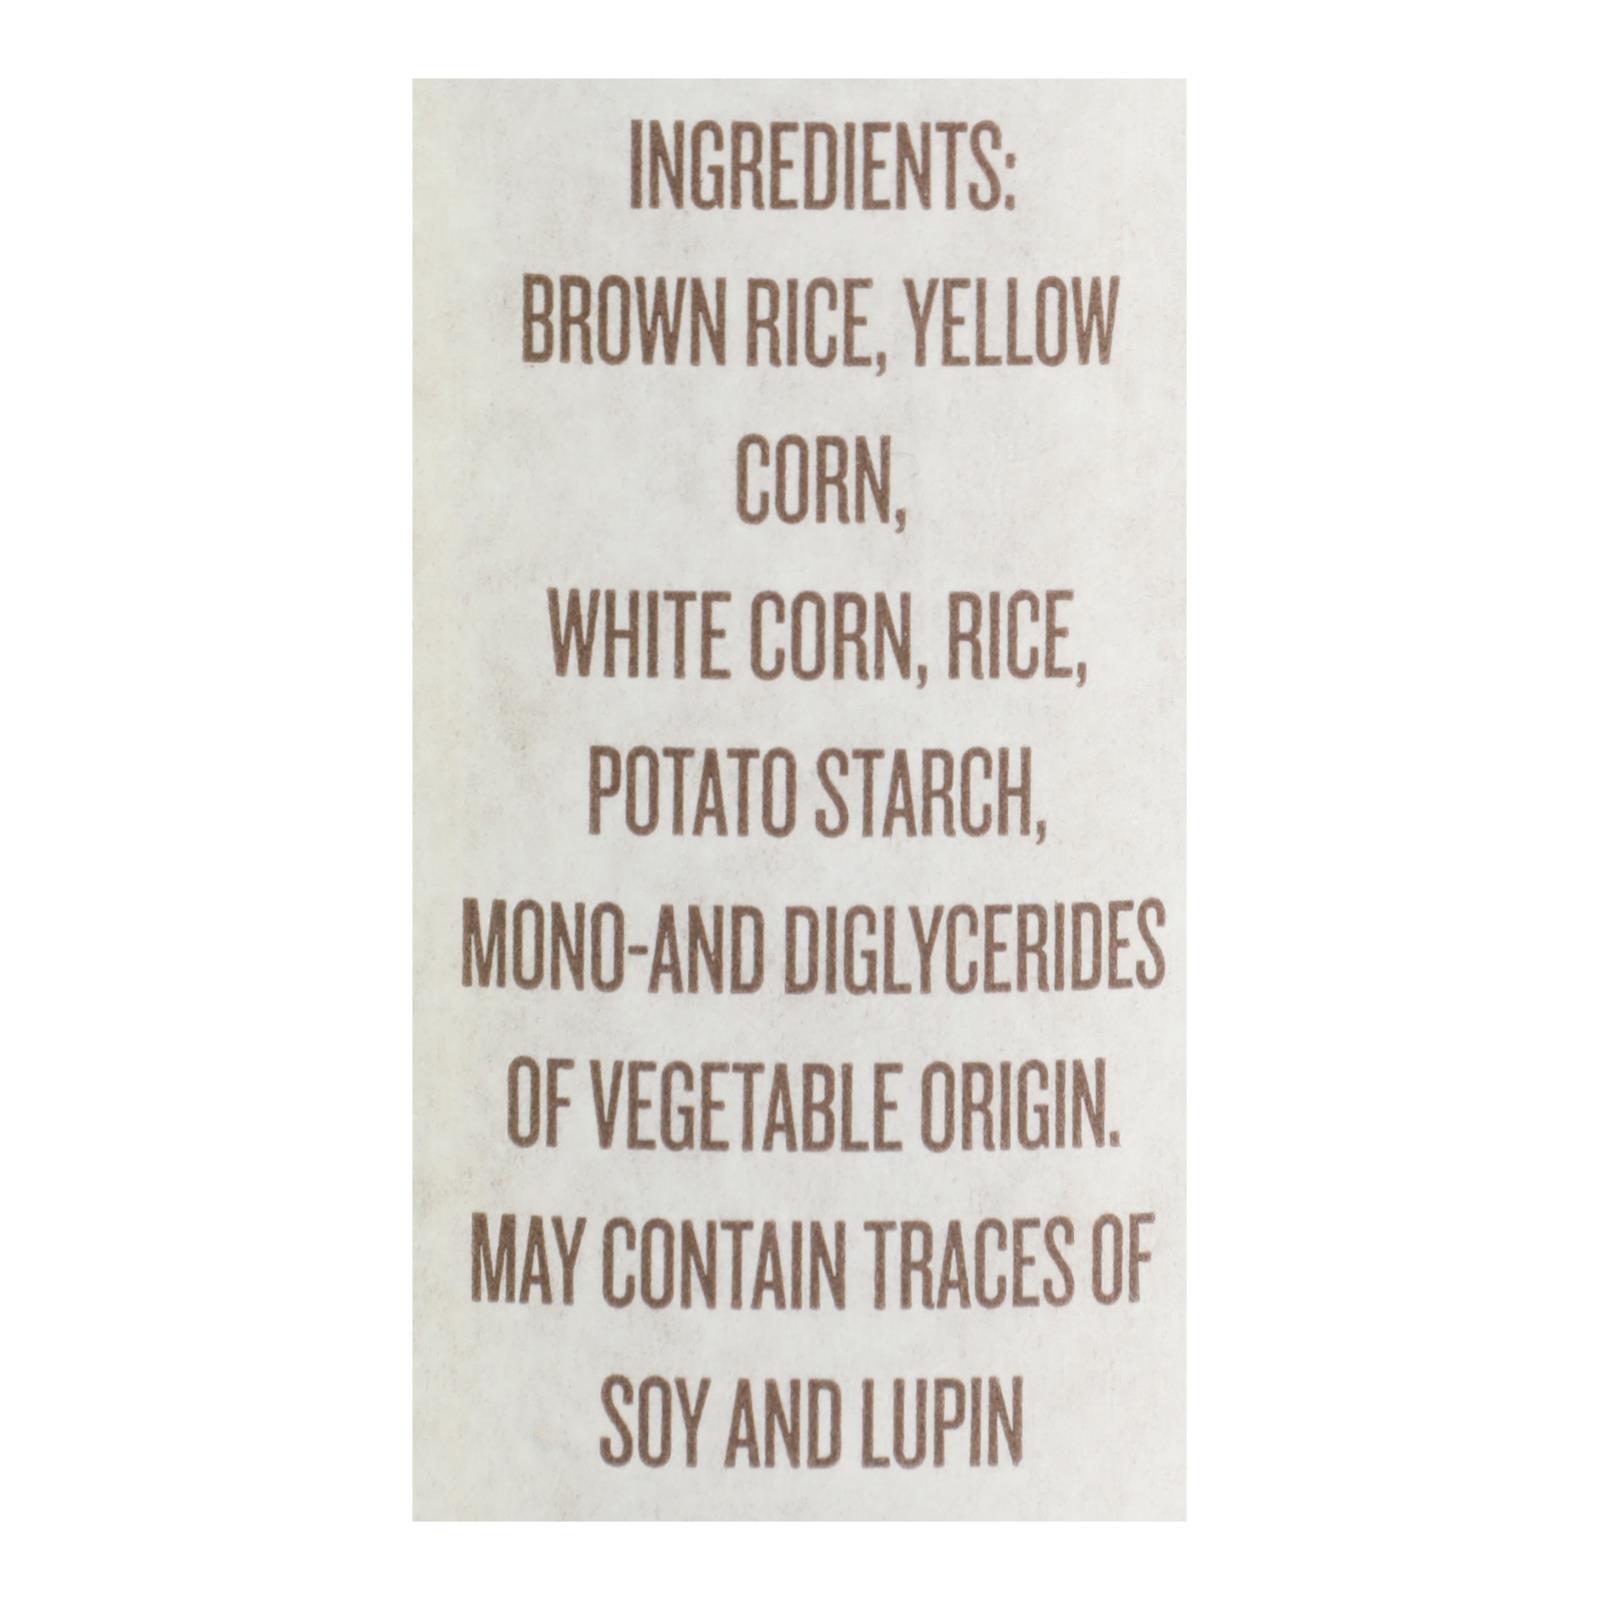 INGREDIENTS:
BROWN RICE, YELLOW
CORN,
WHITE CORN, RICE,
POTATO STARCH,
MONO-AND DIGLYCERIDES
OF VEGETABLE ORIGIN.
MAY CONTAIN TRACES OF
SOY AND LUPIN